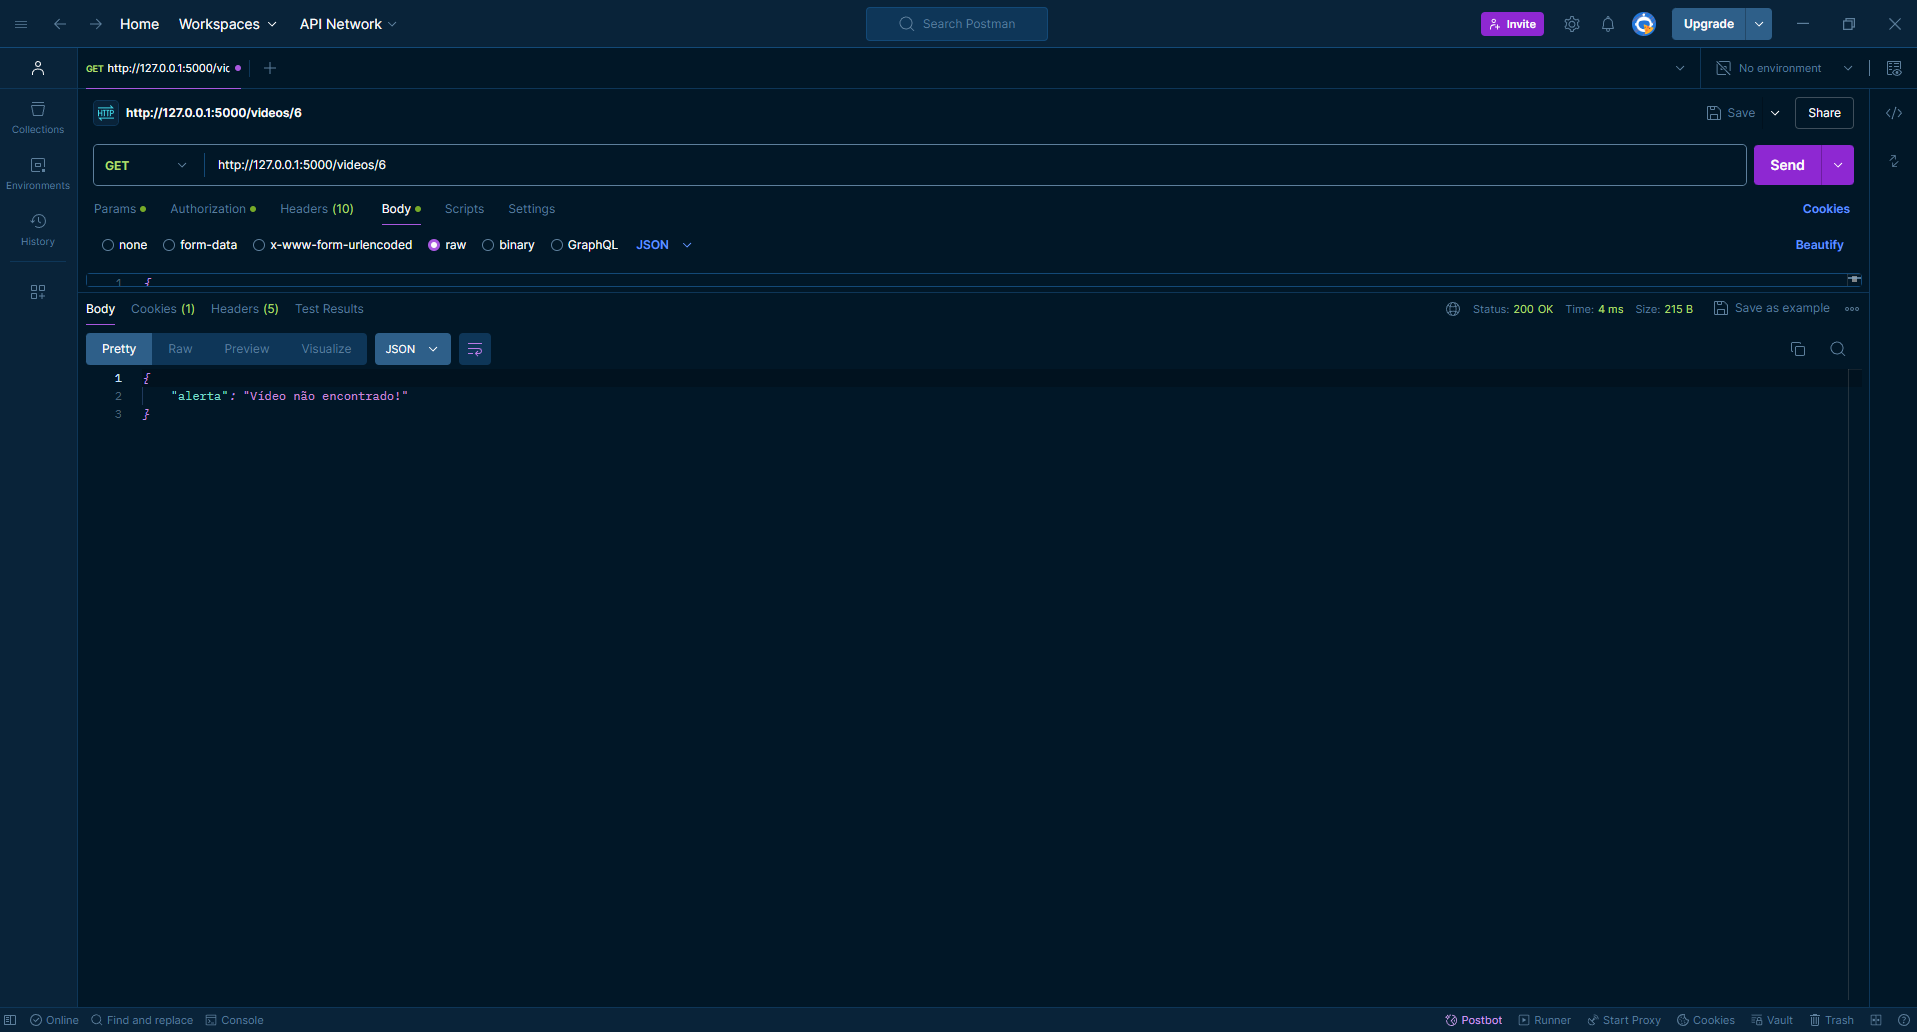 Home Workspaces API Network Search Postman Invite Upgrade
GET http://127.0.0.1:5000/vic No environment
HTTP http://127.0.0.1:5000/videos/6 Save Share
GET http://127.0.0.1:5000/videos/6 Send
Params Authorization Headers (10) Body Scripts Settings Cookies
none form-data x-www-form-urlencoded raw binary GraphQL JSON Beautify
1 {
Body Cookies (1) Headers (5) Test Results Status: 200 OK Time: 4 ms Size: 215 B Save as example
Pretty Raw Preview Visualize JSON
1 {
2 "alerta": "Vídeo não encontrado!"
3 }
Collections
Environments
History
Online Find and replace Console Postbot Runner Start Proxy Cookies Vault Trash